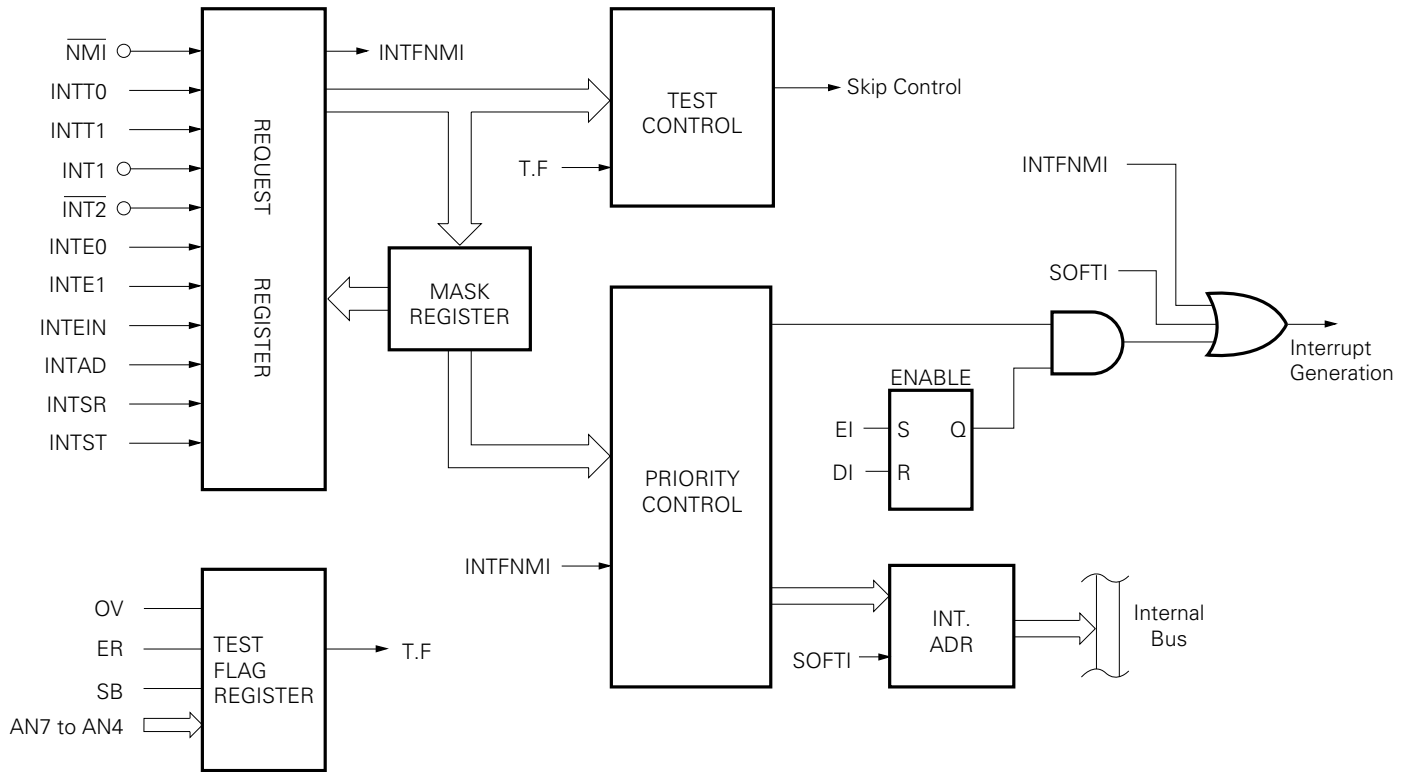 NMI
INTT0
INTT1
INT1
INT2
INTE0
INTE1
INTEIN
INTAD
INTSR
INTST
REQUEST
REGISTER
INTFNMI
TEST
CONTROL
Skip Control
T.F
MASK
REGISTER
INTFNMI
SOFTI
Interrupt
Generation
PRIORITY
CONTROL
ENABLE
EI
S
Q
DI
R
INTFNMI
INT.
ADR
SOFTI
Internal
Bus
OV
ER
SB
AN7 to AN4
TEST
FLAG
REGISTER
T.F